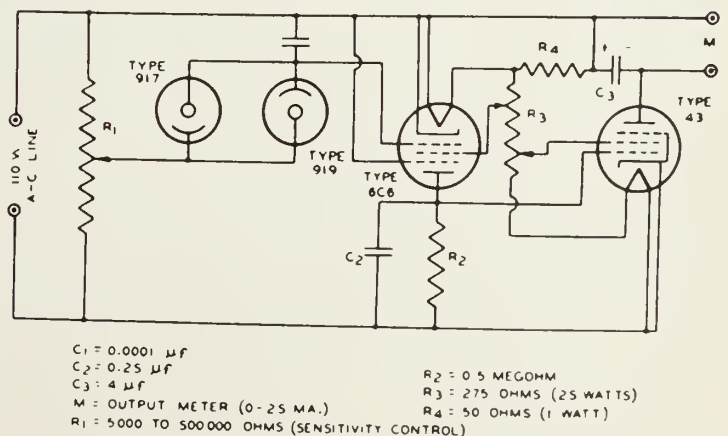 TYPE
917
R1
TYPE
919
110 V.
A-C LINE
TYPE
6C6
R4
R3
+ -
C3
M
TYPE
43
C2
R2
C1 = 0.0001 µf
C2 = 0.25 µf
C3 = 4 µf
M = OUTPUT METER (0-25 MA.)
R1 = 5000 TO 500000 OHMS (SENSITIVITY CONTROL)
R2 = 0.5 MEGOHM
R3 = 275 OHMS (25 WATTS)
R4 = 50 OHMS (1 WATT)